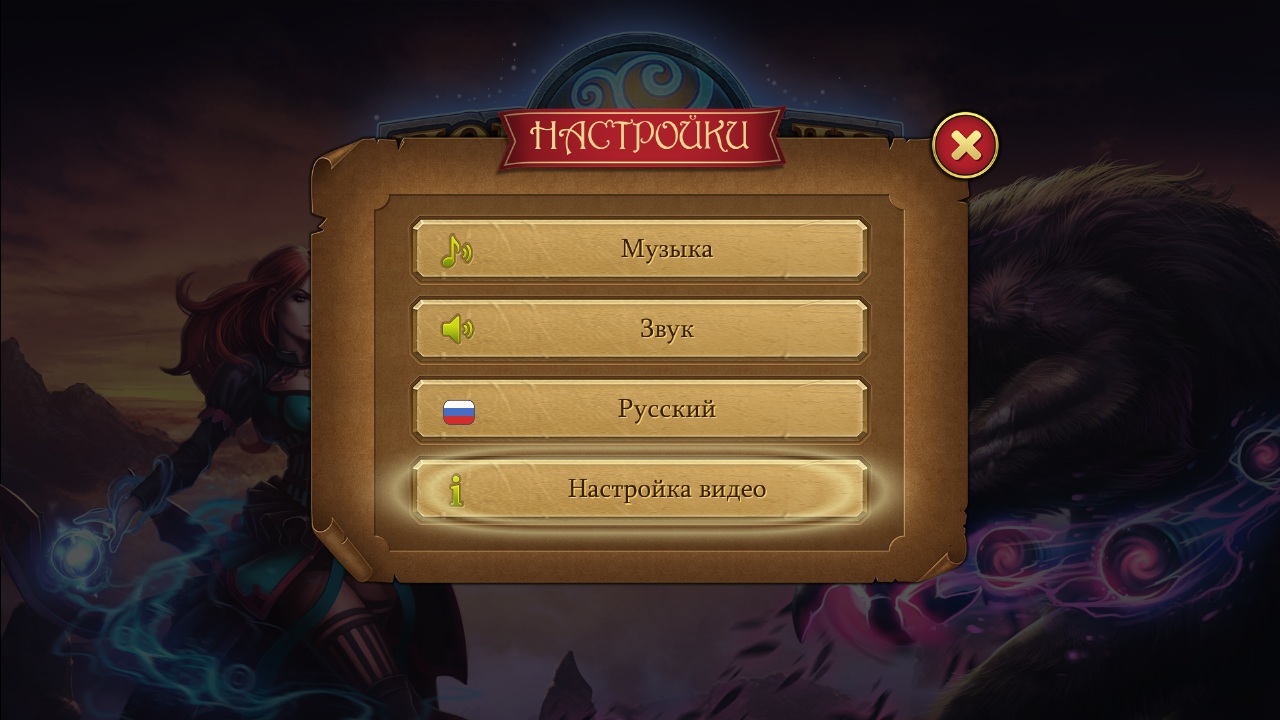 НАСТРОЙКИ
Музыка
Звук
Русский
Настройка видео